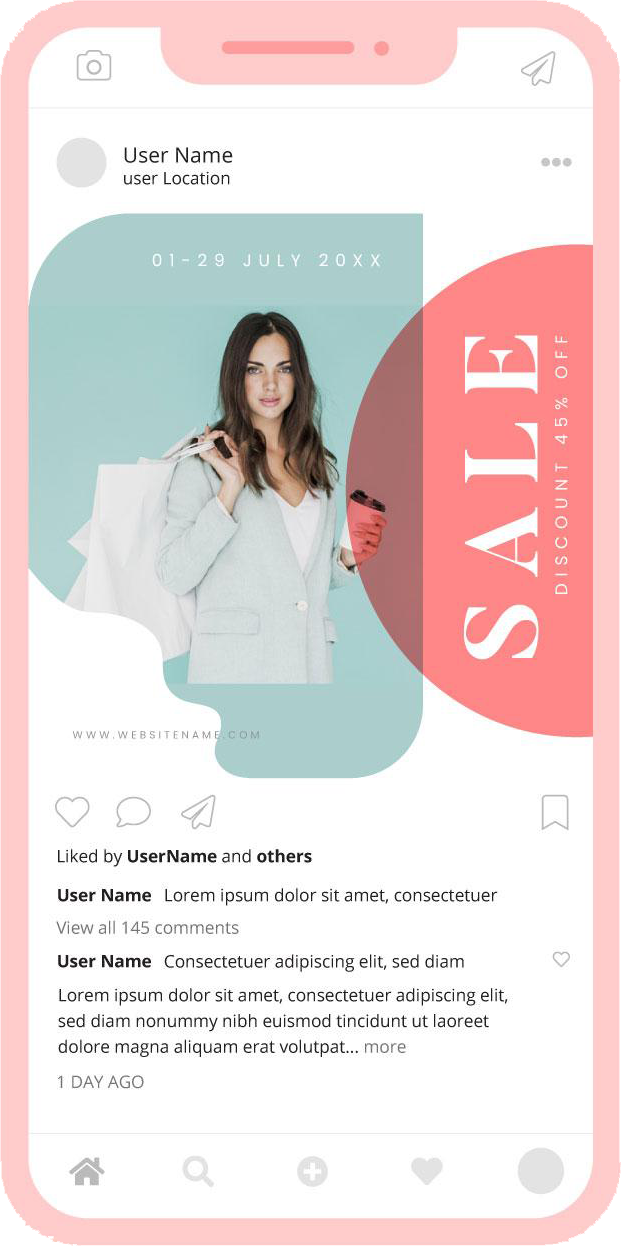 User Name
user Location
01-29 JULY 20XX
SALE
DISCOUNT 45% OFF
WWW.WEBSITENAME.COM
Liked by UserName and others
User Name Lorem ipsum dolor sit amet, consectetuer
View all 145 comments
User Name Consectetuer adipiscing elit, sed diam
Lorem ipsum dolor sit amet, consectetuer adipiscing elit,
sed diam nonummy nibh euismod tincidunt ut laoreet
dolore magna aliquam erat volutpat... more
1 DAY AGO